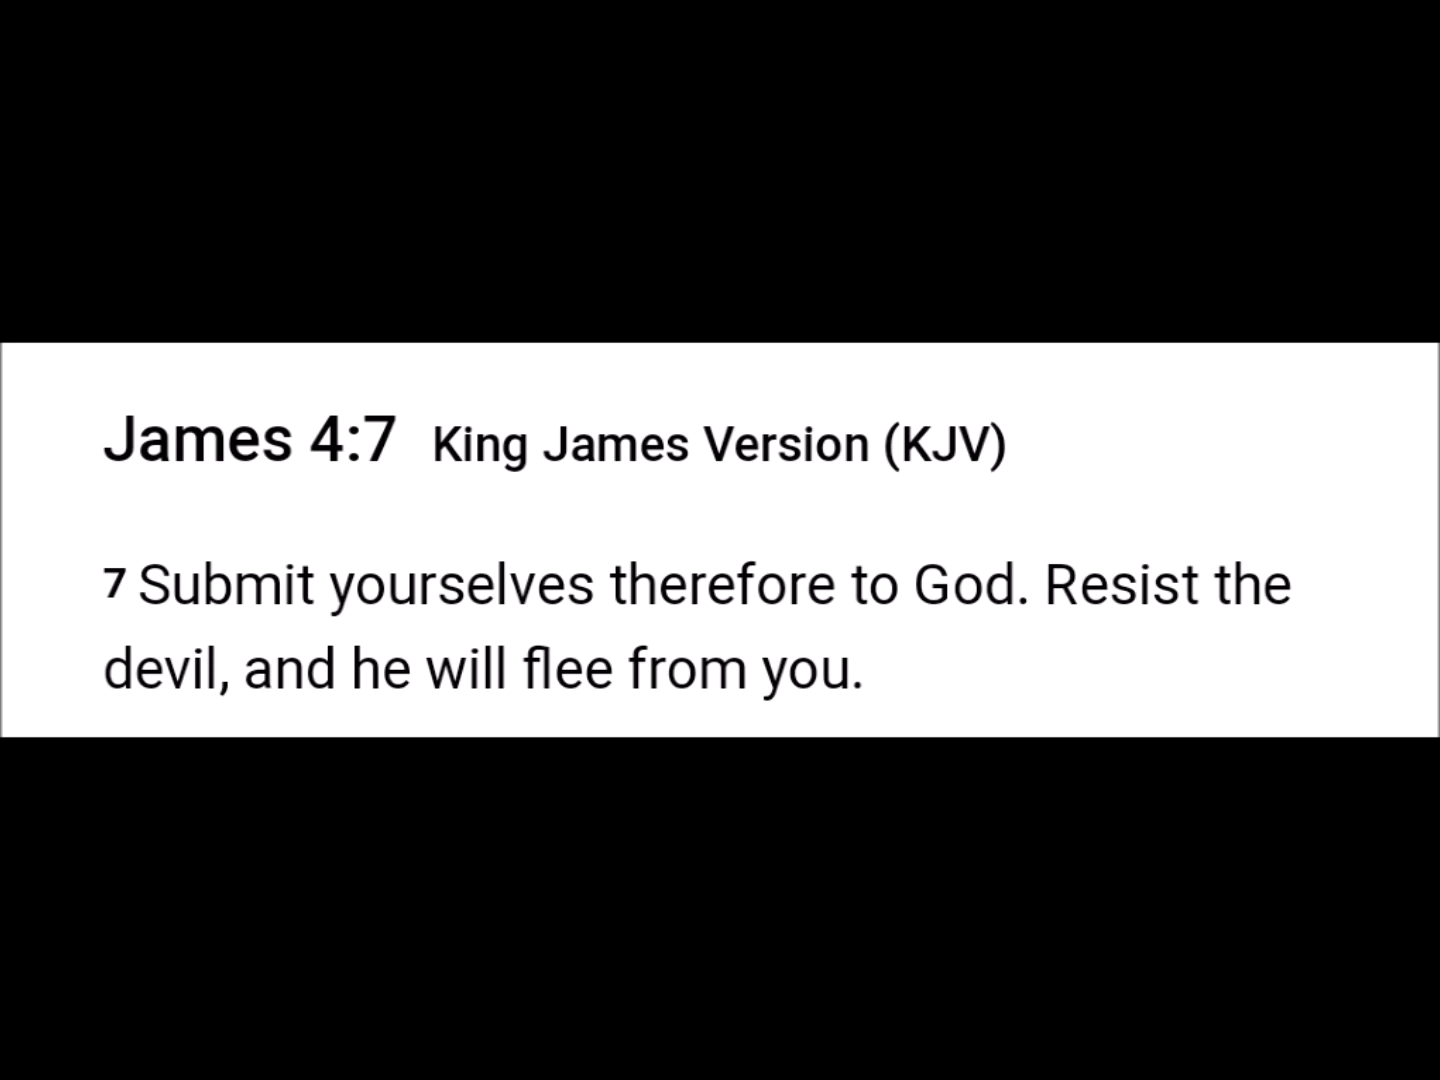 James 4:7 King James Version (KJV)
7 Submit yourselves therefore to God. Resist the
devil, and he will flee from you.